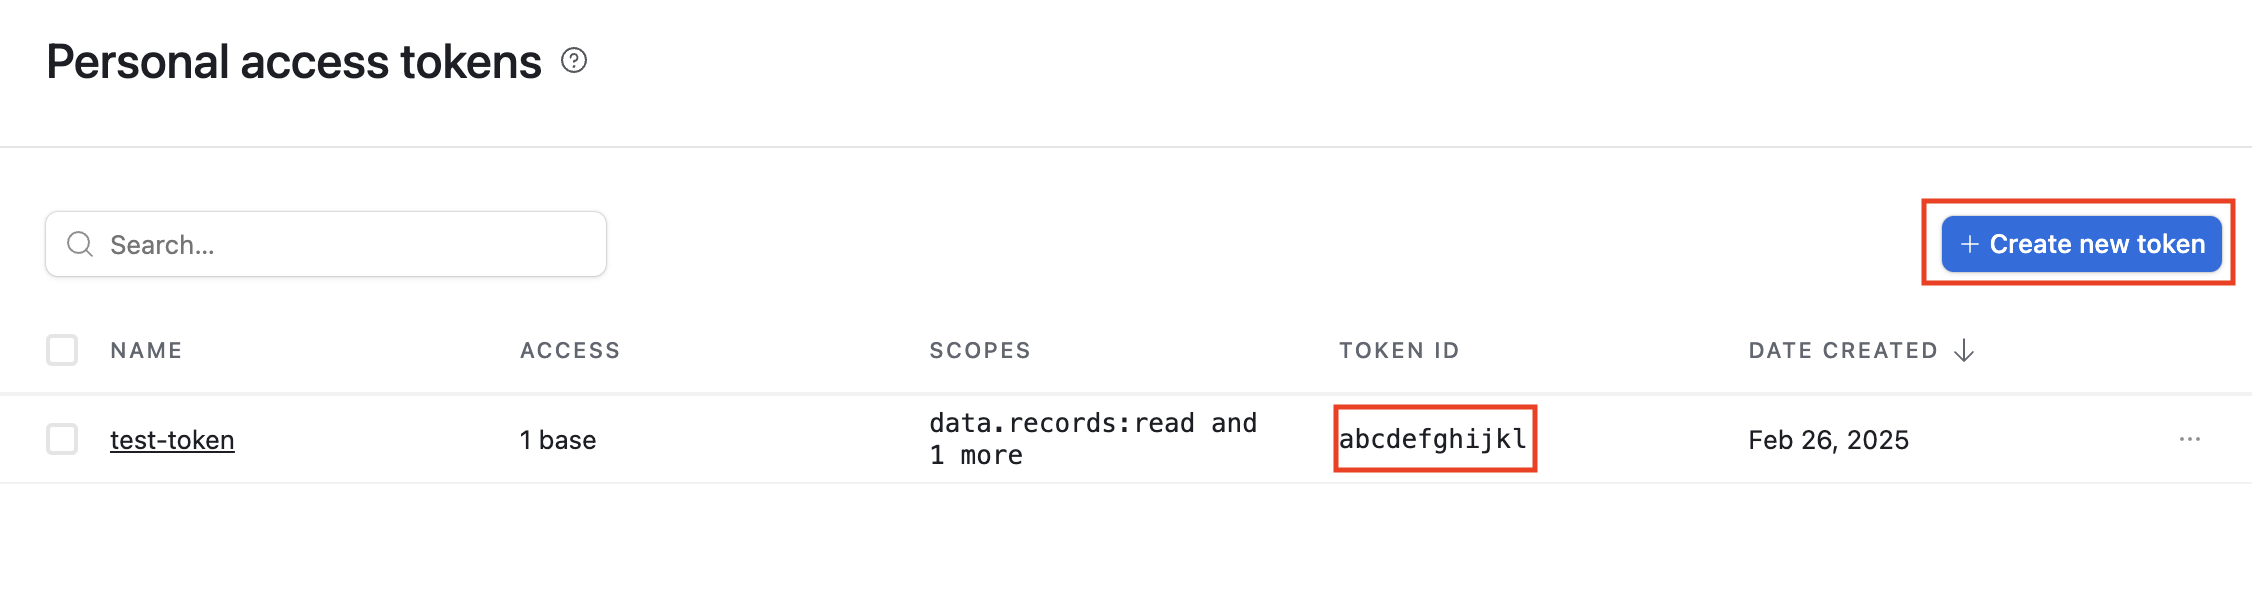 Personal access tokens
Search...
+ Create new token
NAME ACCESS SCOPES TOKEN ID DATE CREATED
test-token 1 base data.records:read and 1 more abcdefghijkl Feb 26, 2025